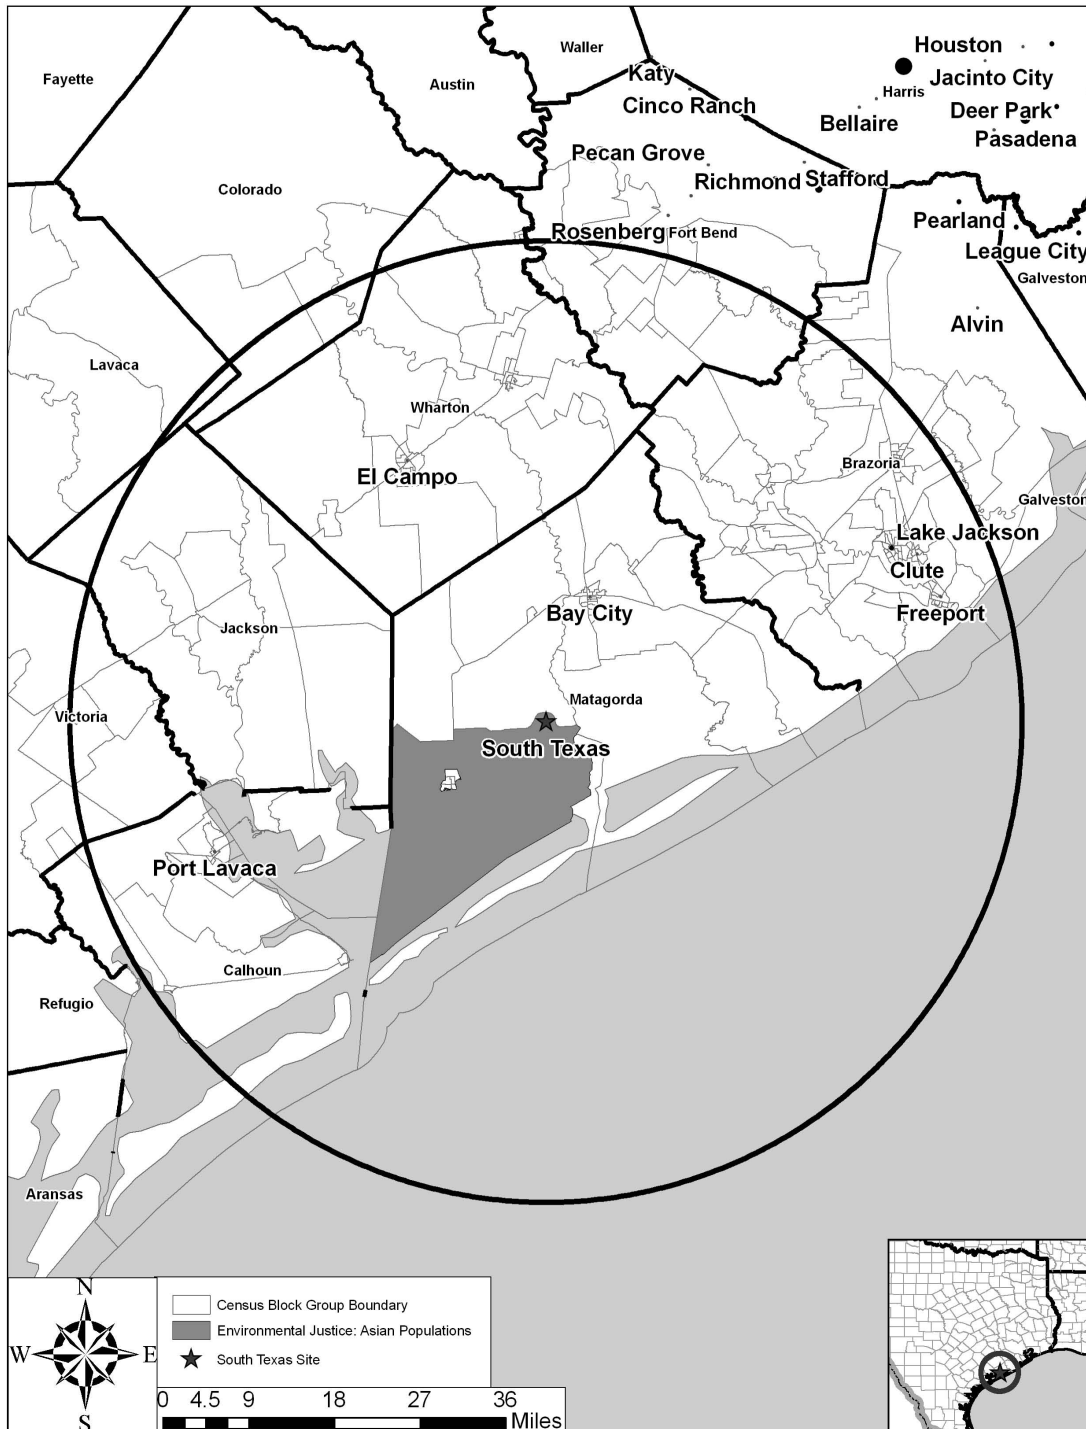 Houston
Waller
Katy
Fayette
Austin
Jacinto City
Harris
Cinco Ranch
Deer Park
Bellaire
Pasadena
Pecan Grove
Richmond
Stafford
Colorado
Pearland
Rosenberg
Fort Bend
League City
Galveston
Alvin
Lavaca
Wharton
Brazoria
El Campo
Galveston
Lake Jackson
Clute
Bay City
Freeport
Jackson
Matagorda
Victoria
South Texas
Port Lavaca
Calhoun
Refugio
Aransas
N
W
E
S
Census Block Group Boundary
Environmental Justice: Asian Populations
South Texas Site
0 4.5 9 18 27 36
Miles